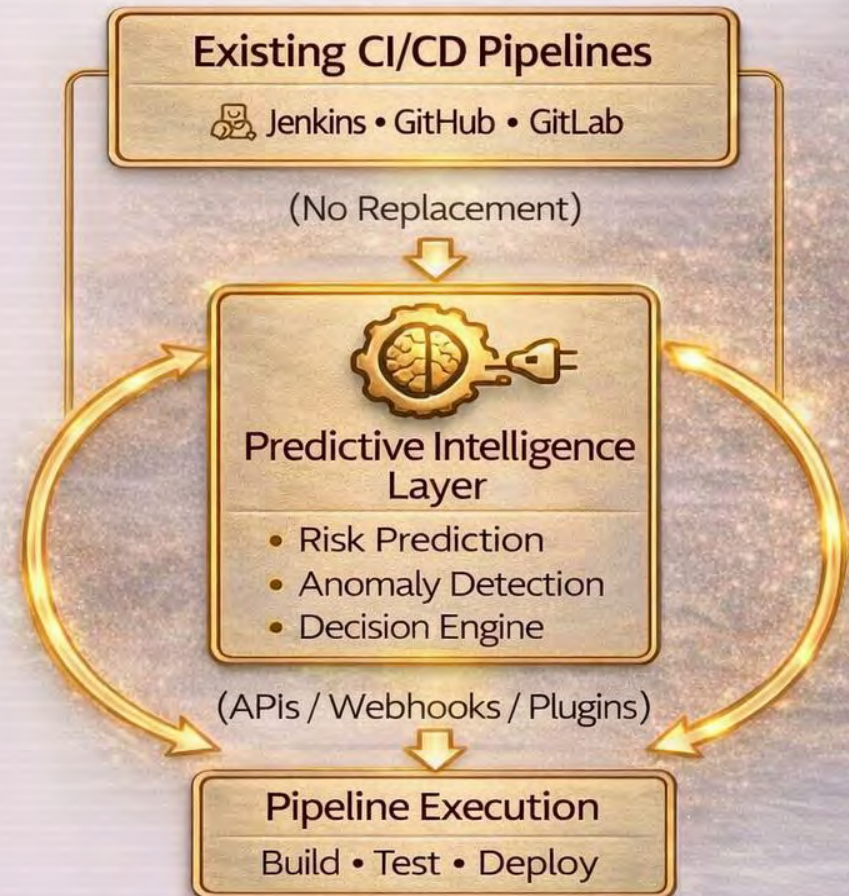 Existing CI/CD Pipelines
Jenkins • GitHub • GitLab
(No Replacement)
Predictive Intelligence
Layer
• Risk Prediction
• Anomaly Detection
• Decision Engine
(APIs / Webhooks / Plugins)
Pipeline Execution
Build • Test • Deploy